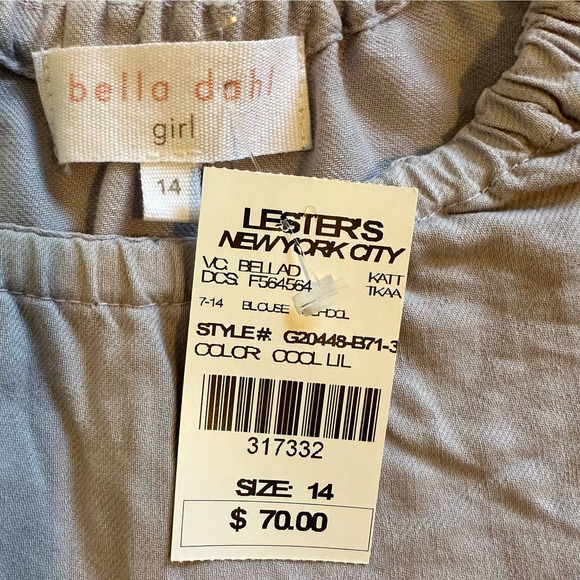 bella dahl
girl
14
LESTER'S
NEW YORK CITY
VC: BELLAD KATT
DCS: F564564 TKAA
7-14 BLOUSE
STYLE #: G20448-B71-3
COLOR: COOL LIL
317332
SIZE: 14
$ 70.00